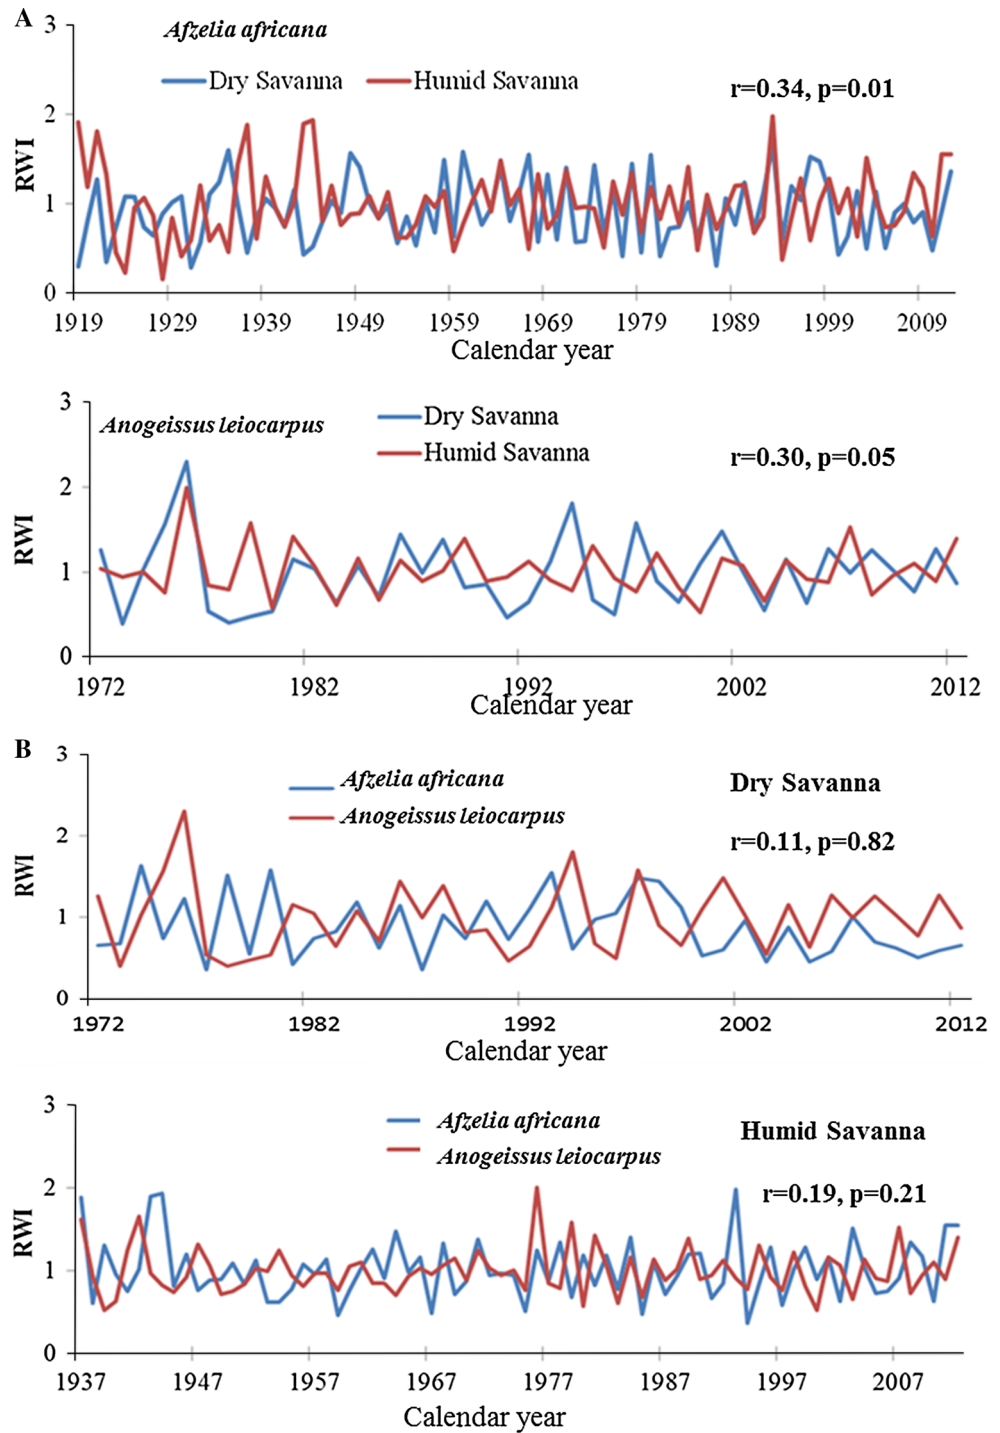 A
Afzelia africana
Dry Savanna Humid Savanna
r=0.34, p=0.01
3
2
1
0
RWI
1919 1929 1939 1949 1959 1969 1979 1989 1999 2009
Calendar year
Anogeissus leiocarpus
Dry Savanna
Humid Savanna
r=0.30, p=0.05
3
2
1
0
RWI
1972 1982 1992 2002 2012
Calendar year
B
Afzelia africana
Anogeissus leiocarpus
Dry Savanna
r=0.11, p=0.82
3
2
1
0
RWI
1972 1982 1992 2002 2012
Calendar year
Afzelia africana
Anogeissus leiocarpus
Humid Savanna
r=0.19, p=0.21
3
2
1
0
RWI
1937 1947 1957 1967 1977 1987 1997 2007
Calendar year